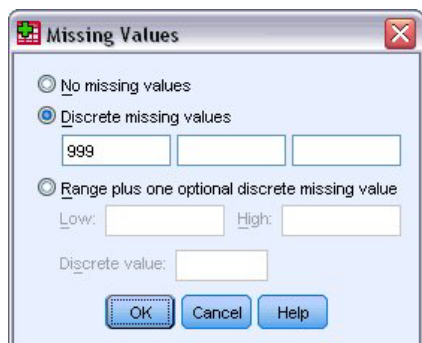 Missing Values
No missing values
Discrete missing values
999
Range plus one optional discrete missing value
Low: High:
Discrete value:
OK Cancel Help